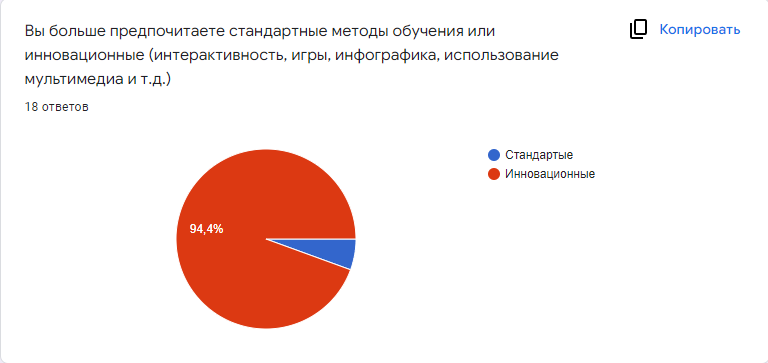 Вы больше предпочитаете стандартные методы обучения или
инновационные (интерактивность, игры, инфографика, использование
мультимедиа и т.д.)
Копировать
18 ответов
Стандартые
Инновационные
94,4%